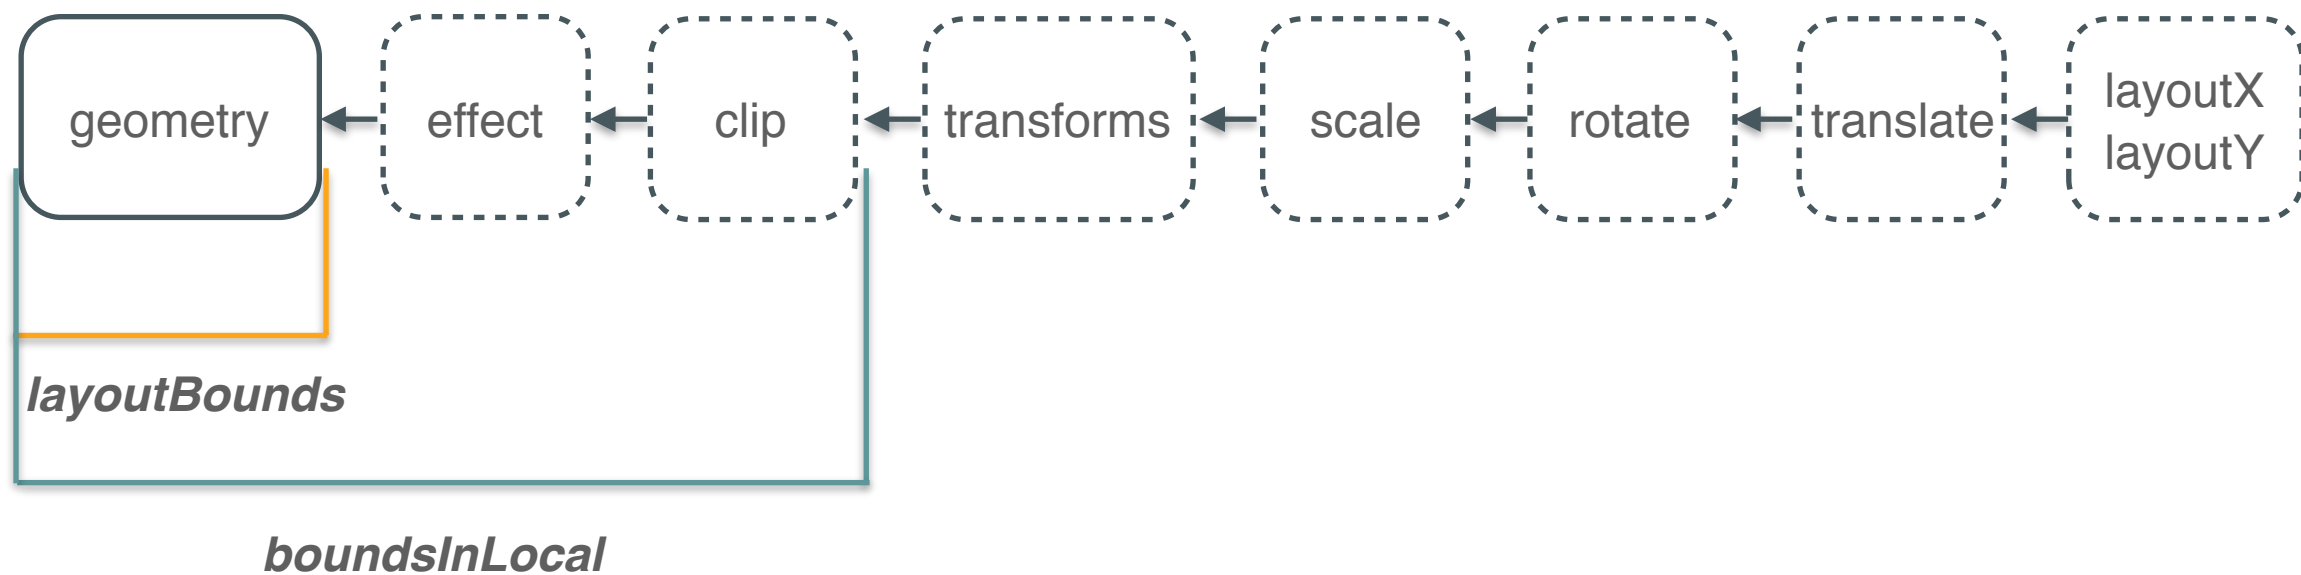 geometry
effect
clip
transforms
scale
rotate
translate
layoutX
layoutY
layoutBounds
boundsInLocal